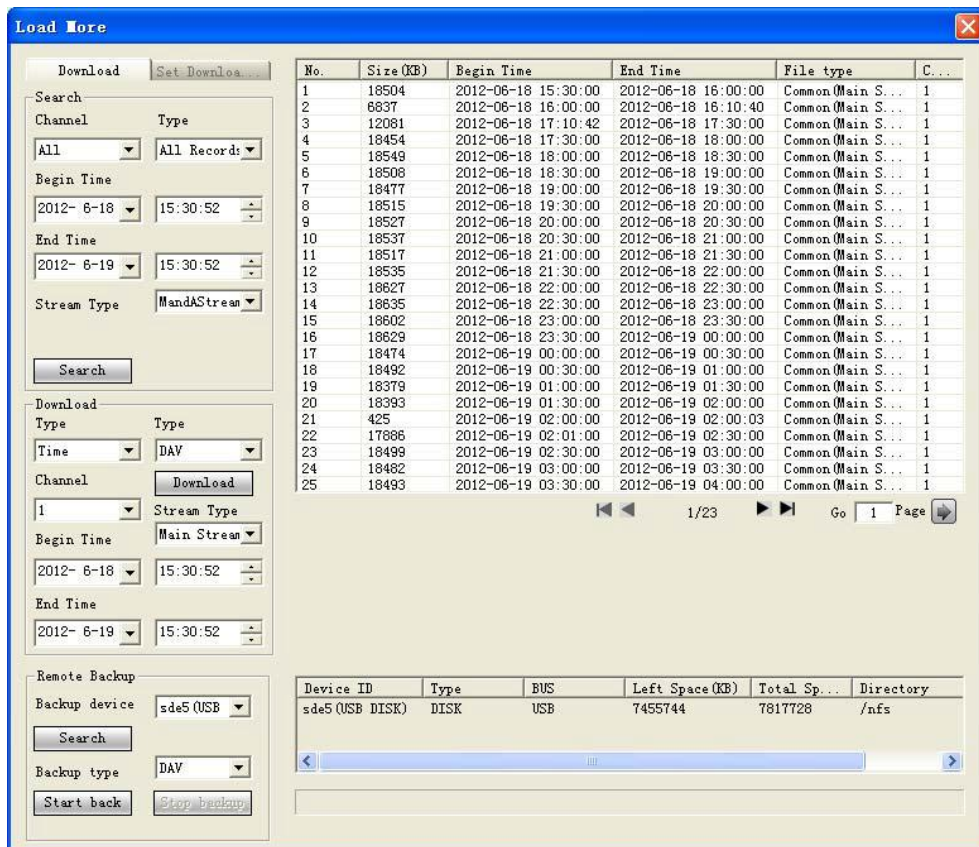 Load More
Download Set Downloa...
Search
Channel Type
All All Records
Begin Time
2012- 6-18 15:30:52
End Time
2012- 6-19 15:30:52
Stream Type MandAStream
Search
Download
Type Type
Time DAV
Channel Download
1 Stream Type
Begin Time Main Stream
2012- 6-18 15:30:52
End Time
2012- 6-19 15:30:52
Remote Backup
Backup device sde5 (USB
Search
Backup type DAV
Start back Stop backup
No. Size(KB) Begin Time End Time File type C...
1 18504 2012-06-18 15:30:00 2012-06-18 16:00:00 Common(Main S... 1
2 6837 2012-06-18 16:00:00 2012-06-18 16:10:40 Common(Main S... 1
3 12081 2012-06-18 17:10:42 2012-06-18 17:30:00 Common(Main S... 1
4 18454 2012-06-18 17:30:00 2012-06-18 18:00:00 Common(Main S... 1
5 18549 2012-06-18 18:00:00 2012-06-18 18:30:00 Common(Main S... 1
6 18508 2012-06-18 18:30:00 2012-06-18 19:00:00 Common(Main S... 1
7 18477 2012-06-18 19:00:00 2012-06-18 19:30:00 Common(Main S... 1
8 18515 2012-06-18 19:30:00 2012-06-18 20:00:00 Common(Main S... 1
9 18527 2012-06-18 20:00:00 2012-06-18 20:30:00 Common(Main S... 1
10 18537 2012-06-18 20:30:00 2012-06-18 21:00:00 Common(Main S... 1
11 18517 2012-06-18 21:00:00 2012-06-18 21:30:00 Common(Main S... 1
12 18535 2012-06-18 21:30:00 2012-06-18 22:00:00 Common(Main S... 1
13 18627 2012-06-18 22:00:00 2012-06-18 22:30:00 Common(Main S... 1
14 18635 2012-06-18 22:30:00 2012-06-18 23:00:00 Common(Main S... 1
15 18602 2012-06-18 23:00:00 2012-06-18 23:30:00 Common(Main S... 1
16 18629 2012-06-18 23:30:00 2012-06-19 00:00:00 Common(Main S... 1
17 18474 2012-06-19 00:00:00 2012-06-19 00:30:00 Common(Main S... 1
18 18492 2012-06-19 00:30:00 2012-06-19 01:00:00 Common(Main S... 1
19 18379 2012-06-19 01:00:00 2012-06-19 01:30:00 Common(Main S... 1
20 18393 2012-06-19 01:30:00 2012-06-19 02:00:00 Common(Main S... 1
21 425 2012-06-19 02:00:00 2012-06-19 02:00:03 Common(Main S... 1
22 17886 2012-06-19 02:01:00 2012-06-19 02:30:00 Common(Main S... 1
23 18499 2012-06-19 02:30:00 2012-06-19 03:00:00 Common(Main S... 1
24 18482 2012-06-19 03:00:00 2012-06-19 03:30:00 Common(Main S... 1
25 18493 2012-06-19 03:30:00 2012-06-19 04:00:00 Common(Main S... 1
1/23 Go 1 Page
Device ID Type BUS Left Space(KB) Total Sp... Directory
sde5(USB DISK) DISK USB 7455744 7817728 /nfs